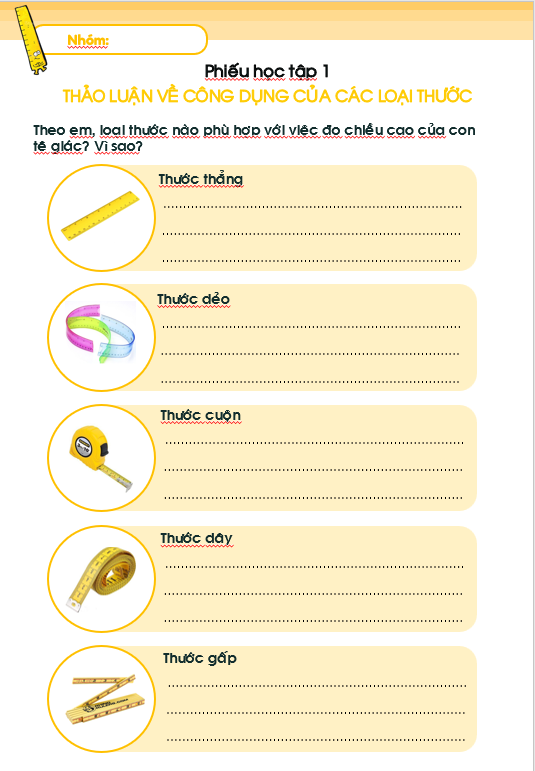 Nhóm:
Phiếu học tập 1
THẢO LUẬN VỀ CÔNG DỤNG CỦA CÁC LOẠI THƯỚC
Theo em, loại thước nào phù hợp với việc đo chiều cao của con
tê giác? Vì sao?
Thước thẳng
Thước dẻo
Thước cuộn
Thước dây
Thước gấp